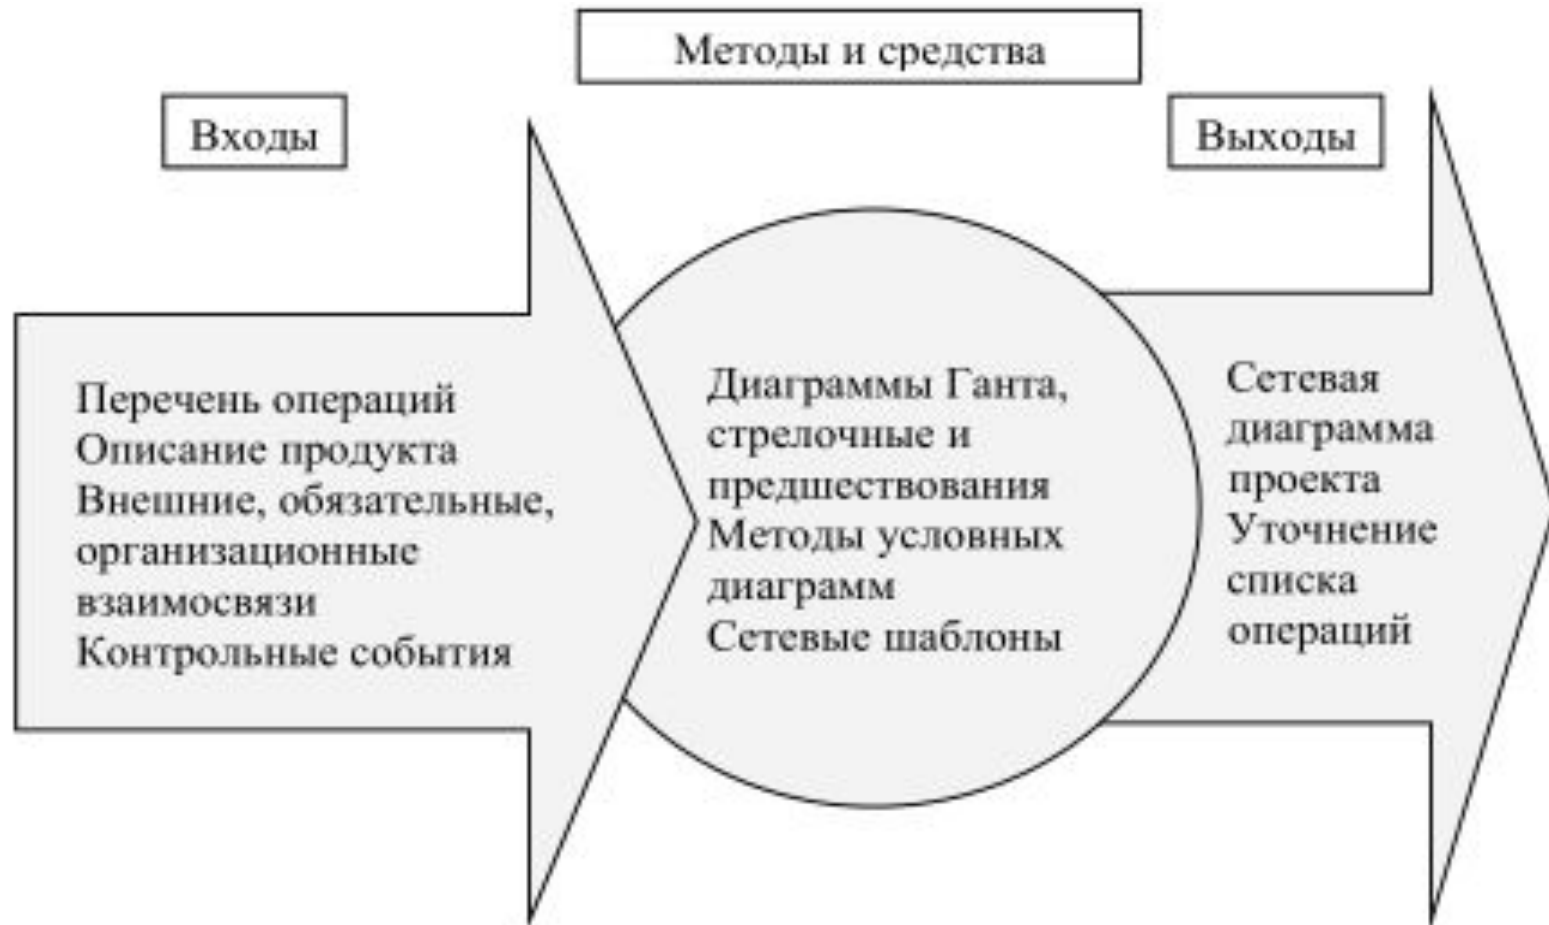 Методы и средства
Входы
Выходы
Перечень операций
Описание продукта
Внешние, обязательные,
организационные
взаимосвязи
Контрольные события
Диаграммы Ганта,
стрелочные и
предшествования
Методы условных
диаграмм
Сетевые шаблоны
Сетевая
диаграмма
проекта
Уточнение
списка
операций